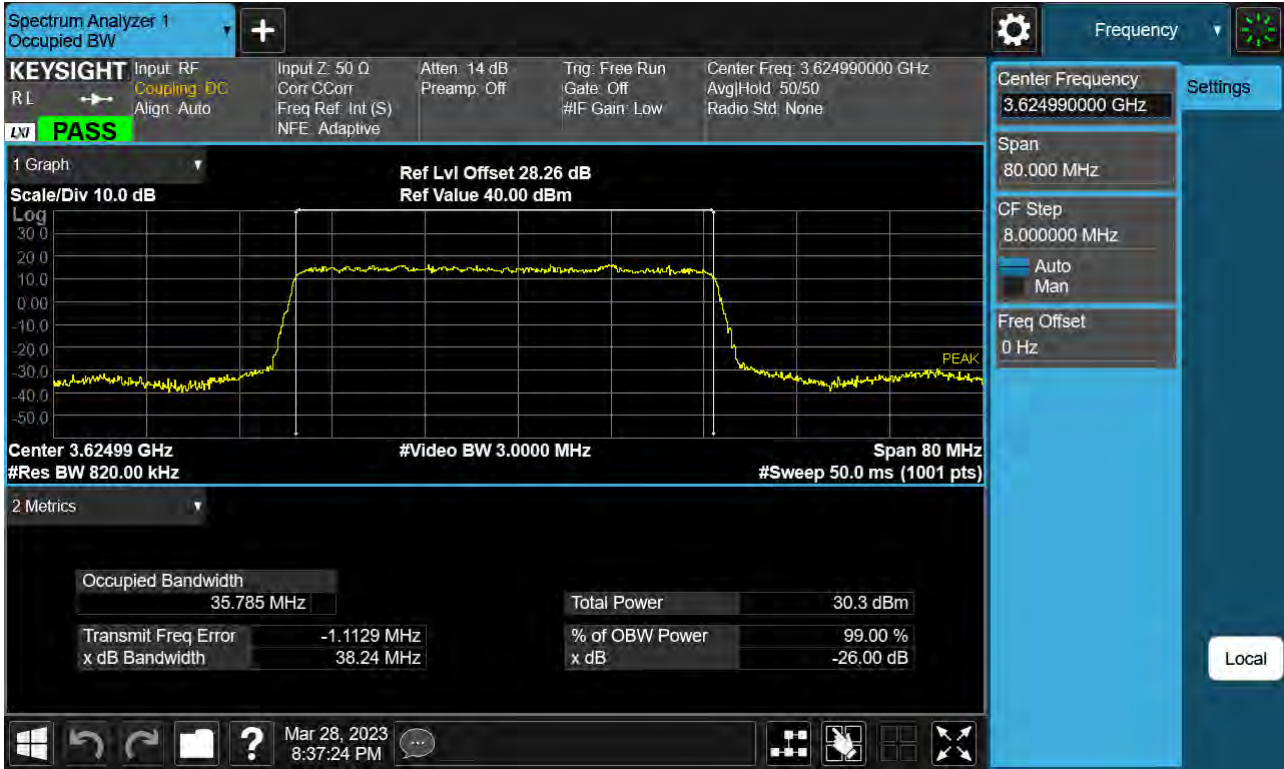 Spectrum Analyzer 1
Occupied BW
Frequency
KEYSIGHT
R L
LXI
PASS
Input: RF
Coupling: DC
Align: Auto
Input Z: 50 Ω
Corr CCorr
Freq Ref: Int (S)
NFE: Adaptive
Atten: 14 dB
Preamp: Off
Trig: Free Run
Gate: Off
#IF Gain: Low
Center Freq: 3.624990000 GHz
Avg|Hold: 50/50
Radio Std: None
Center Frequency
3.624990000 GHz
Settings
Span
80.000 MHz
CF Step
8.000000 MHz
Auto
Man
Freq Offset
0 Hz
Local
1 Graph
Ref Lvl Offset 28.26 dB
Scale/Div 10.0 dB
Ref Value 40.00 dBm
Log
30.0
20.0
10.0
0.00
-10.0
-20.0
-30.0
-40.0
-50.0
PEAK
Center 3.62499 GHz
#Video BW 3.0000 MHz
Span 80 MHz
#Res BW 820.00 kHz
#Sweep 50.0 ms (1001 pts)
2 Metrics
Occupied Bandwidth
35.785 MHz
Total Power 30.3 dBm
Transmit Freq Error -1.1129 MHz
% of OBW Power 99.00 %
x dB Bandwidth 38.24 MHz
x dB -26.00 dB
?
Mar 28, 2023
8:37:24 PM